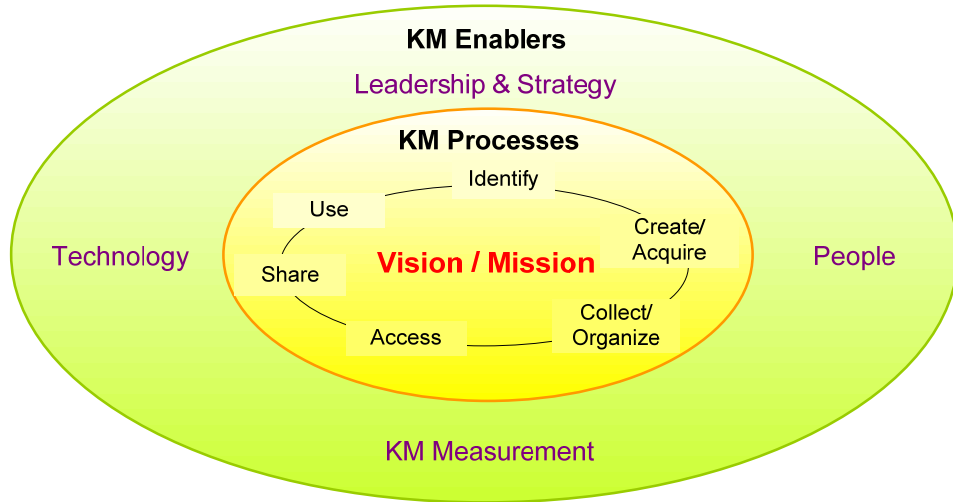 KM Enablers
Leadership & Strategy
KM Processes
Identify
Use
Create/
Acquire
Technology
Vision / Mission
People
Share
Collect/
Organize
Access
KM Measurement